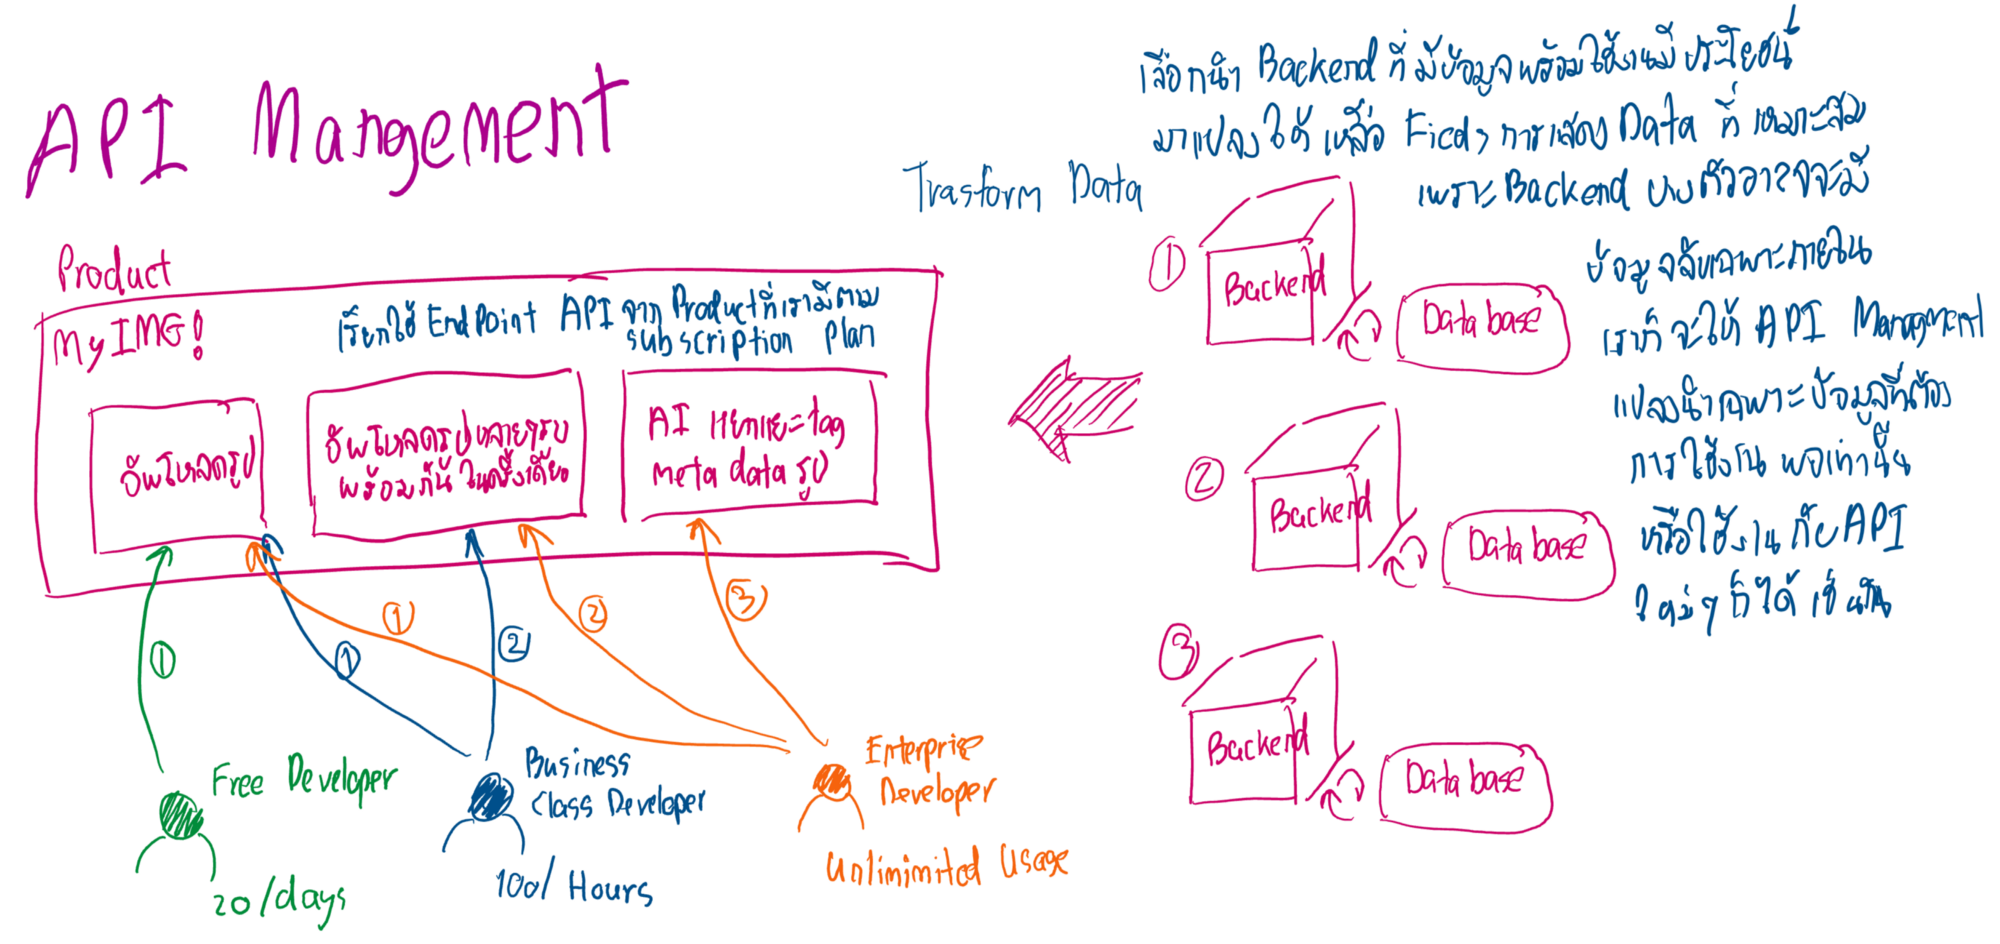 API Mangement
เลือกนำ Backend ที่ มีข้อมูลพร้อมใช้งานมีประโยชน์
มาแปลงให้ เหลือ การแสดง Data ที่ เหมาะสม
เพราะ Backend บางตัวอาจจะมี
ข้อมูลลับเฉพาะภายใน
เราก็ จะให้ API Managment
แปลงนำเฉพาะข้อมูลที่ต้อง
การใช้งาน พอเท่านั้น
หรือใช้งานกับ API
ใหม่ๆ ก็ได้ เช่นกัน
Trasform Data
Product
MyIMG!
เรียกใช้ EndPoint API จาก Product ที่เรามีตาม
subscription Plan
อัพโหลดรูป
อัพโหลดรูปหลายๆรูป
พร้อมกัน ในครั้งเดียว
AI แยกแยะ tag
meta data รูป
1
Backend
Data base
2
Backend
Data base
3
Backend
Data base
1
1
2
1
2
3
Free Developer
20/days
Business
Class Developer
100/ Hours
Enterprise
Developer
Unlimimited Usage